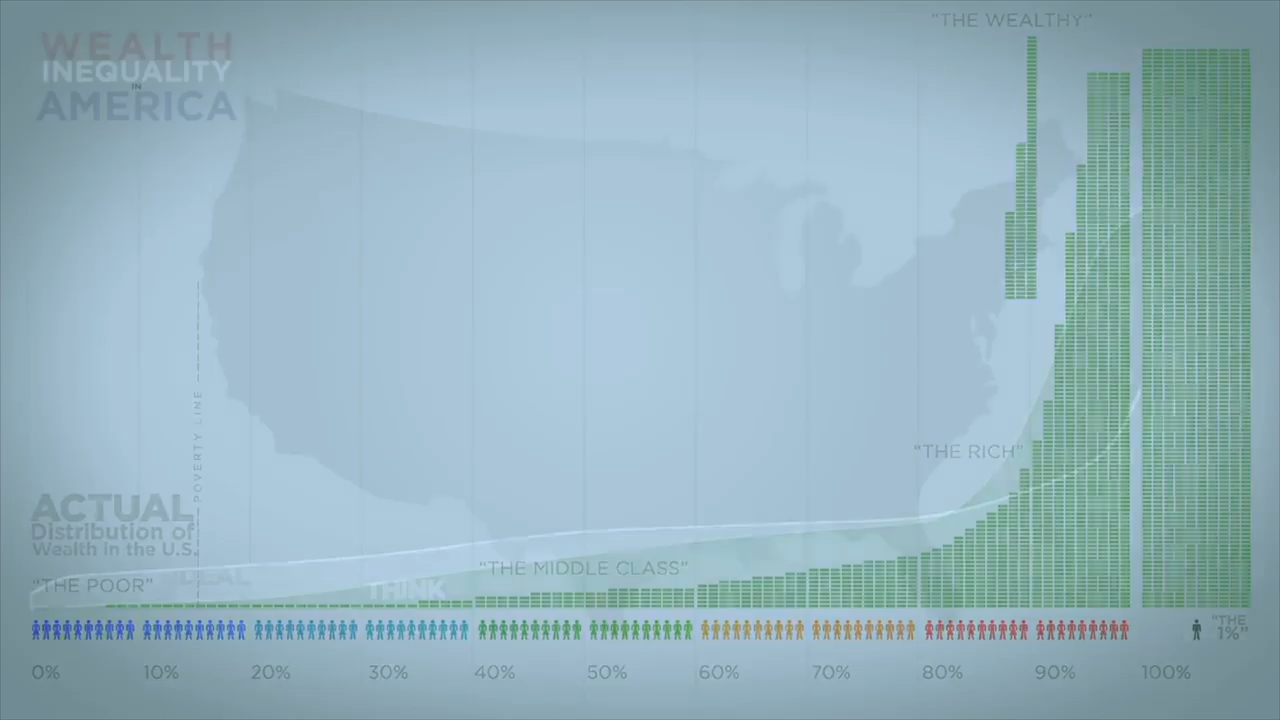 "THE WEALTHY"
WEALTH
INEQUALITY
IN
AMERICA
POVERTY LINE
"THE RICH"
ACTUAL
Distribution of
Wealth in the U.S.
"THE POOR"
IDEAL
THINK
"THE MIDDLE CLASS"
"THE
1%"
0% 10% 20% 30% 40% 50% 60% 70% 80% 90% 100%